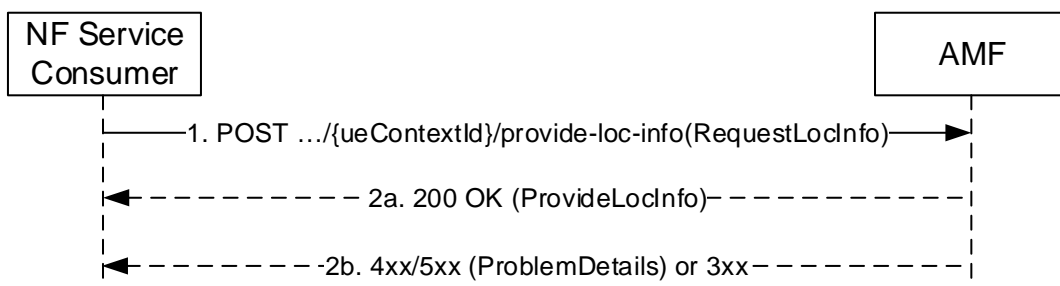 NF Service
Consumer
AMF
1. POST …/{ueContextId}/provide-loc-info(RequestLocInfo)
2a. 200 OK (ProvideLocInfo)
2b. 4xx/5xx (ProblemDetails) or 3xx